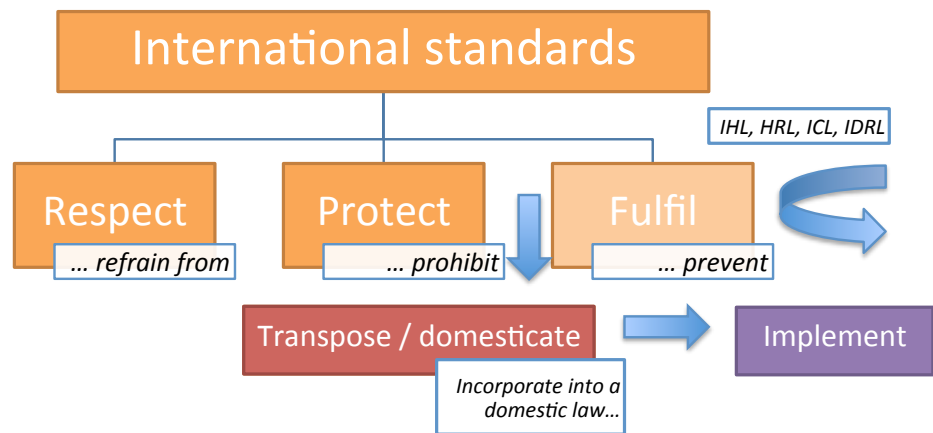 International standards
IHL, HRL, ICL, IDRL
Respect
... refrain from
Protect
... prohibit
Fulfil
... prevent
Transpose / domesticate
Incorporate into a
domestic law...
Implement